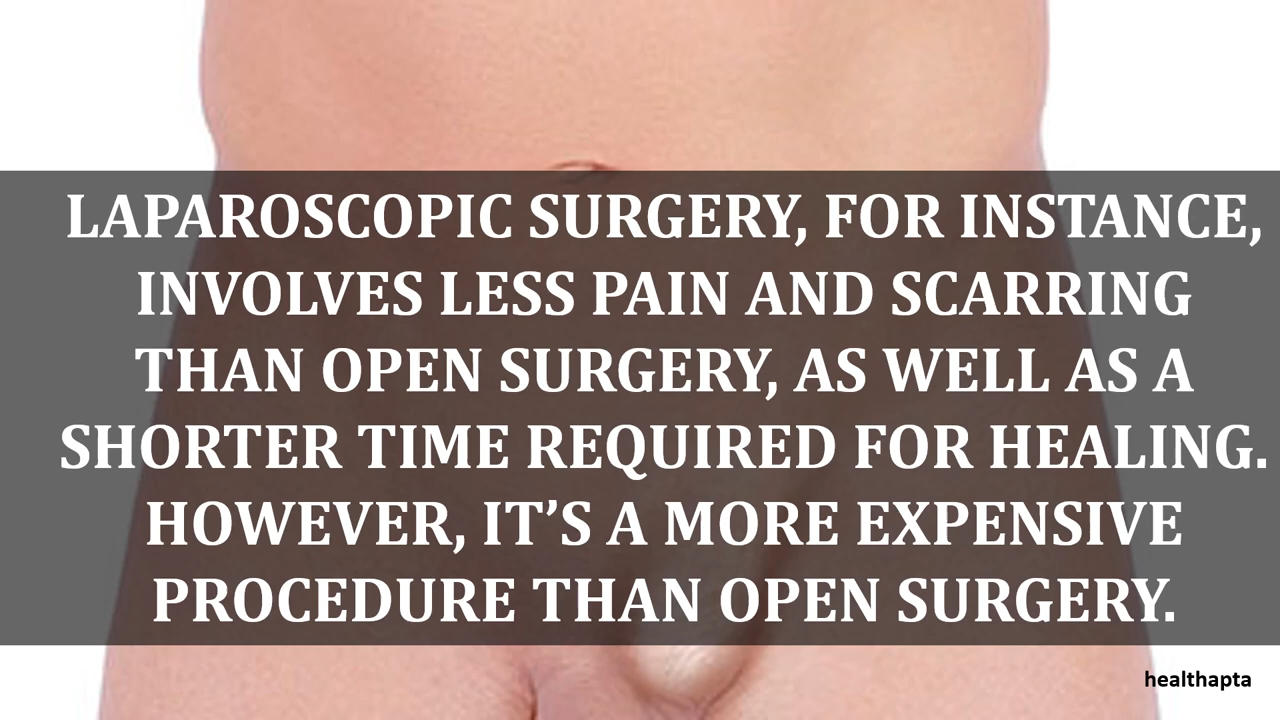 LAPAROSCOPIC SURGERY, FOR INSTANCE,
INVOLVES LESS PAIN AND SCARRING
THAN OPEN SURGERY, AS WELL AS A
SHORTER TIME REQUIRED FOR HEALING.
HOWEVER, IT’S A MORE EXPENSIVE
PROCEDURE THAN OPEN SURGERY.
healthapta